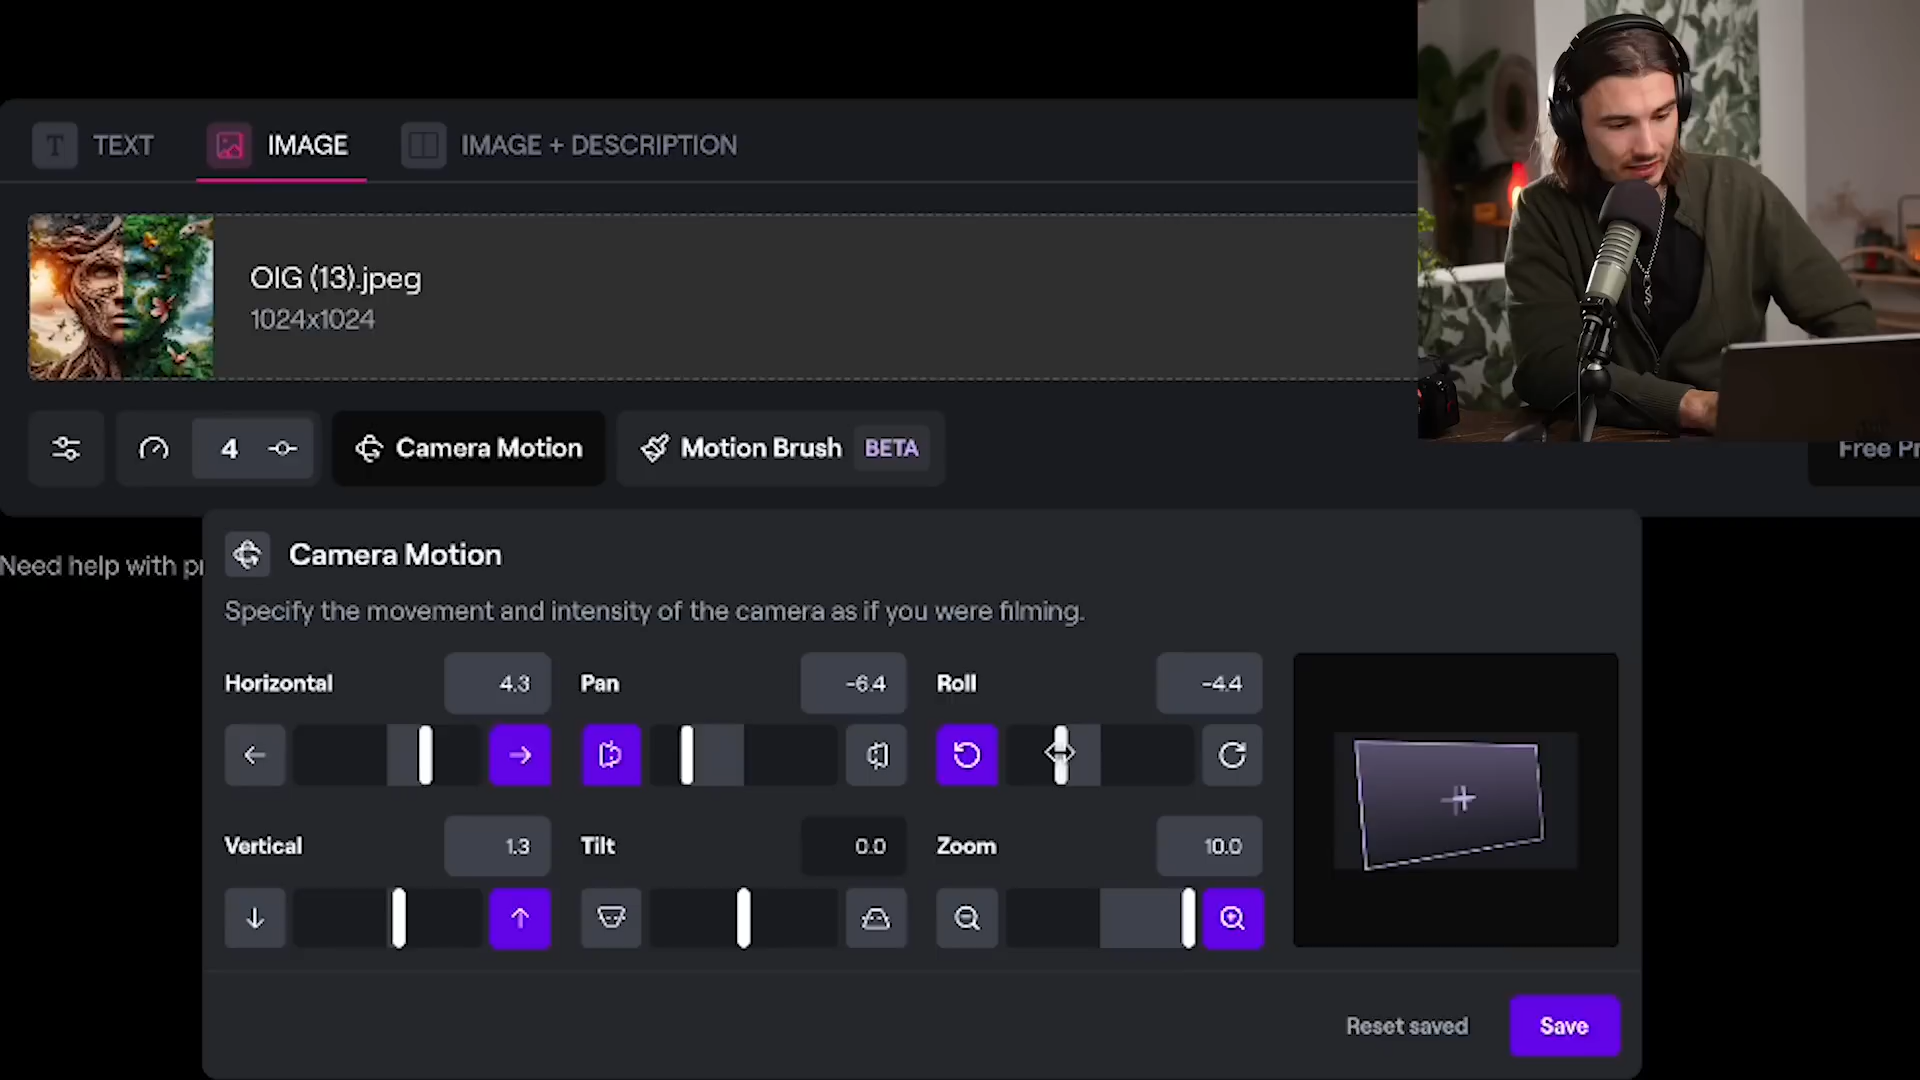 TEXT
IMAGE
IMAGE + DESCRIPTION
OIG (13).jpeg
1024x1024
4
Camera Motion
Motion Brush BETA
Free Pr
Need help with pr
Camera Motion
Specify the movement and intensity of the camera as if you were filming.
Horizontal 4.3
Pan -6.4
Roll -4.4
Vertical 1.3
Tilt 0.0
Zoom 10.0
Reset saved
Save